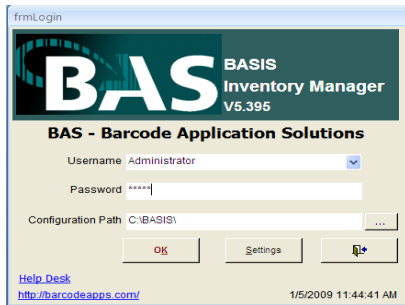 frmLogin
BAS
BASIS
Inventory Manager
V5.395
BAS - Barcode Application Solutions
Username Administrator
Password *****
Configuration Path C:\BASIS\ ...
OK Settings
Help Desk
http://barcodeapps.com/ 1/5/2009 11:44:41 AM